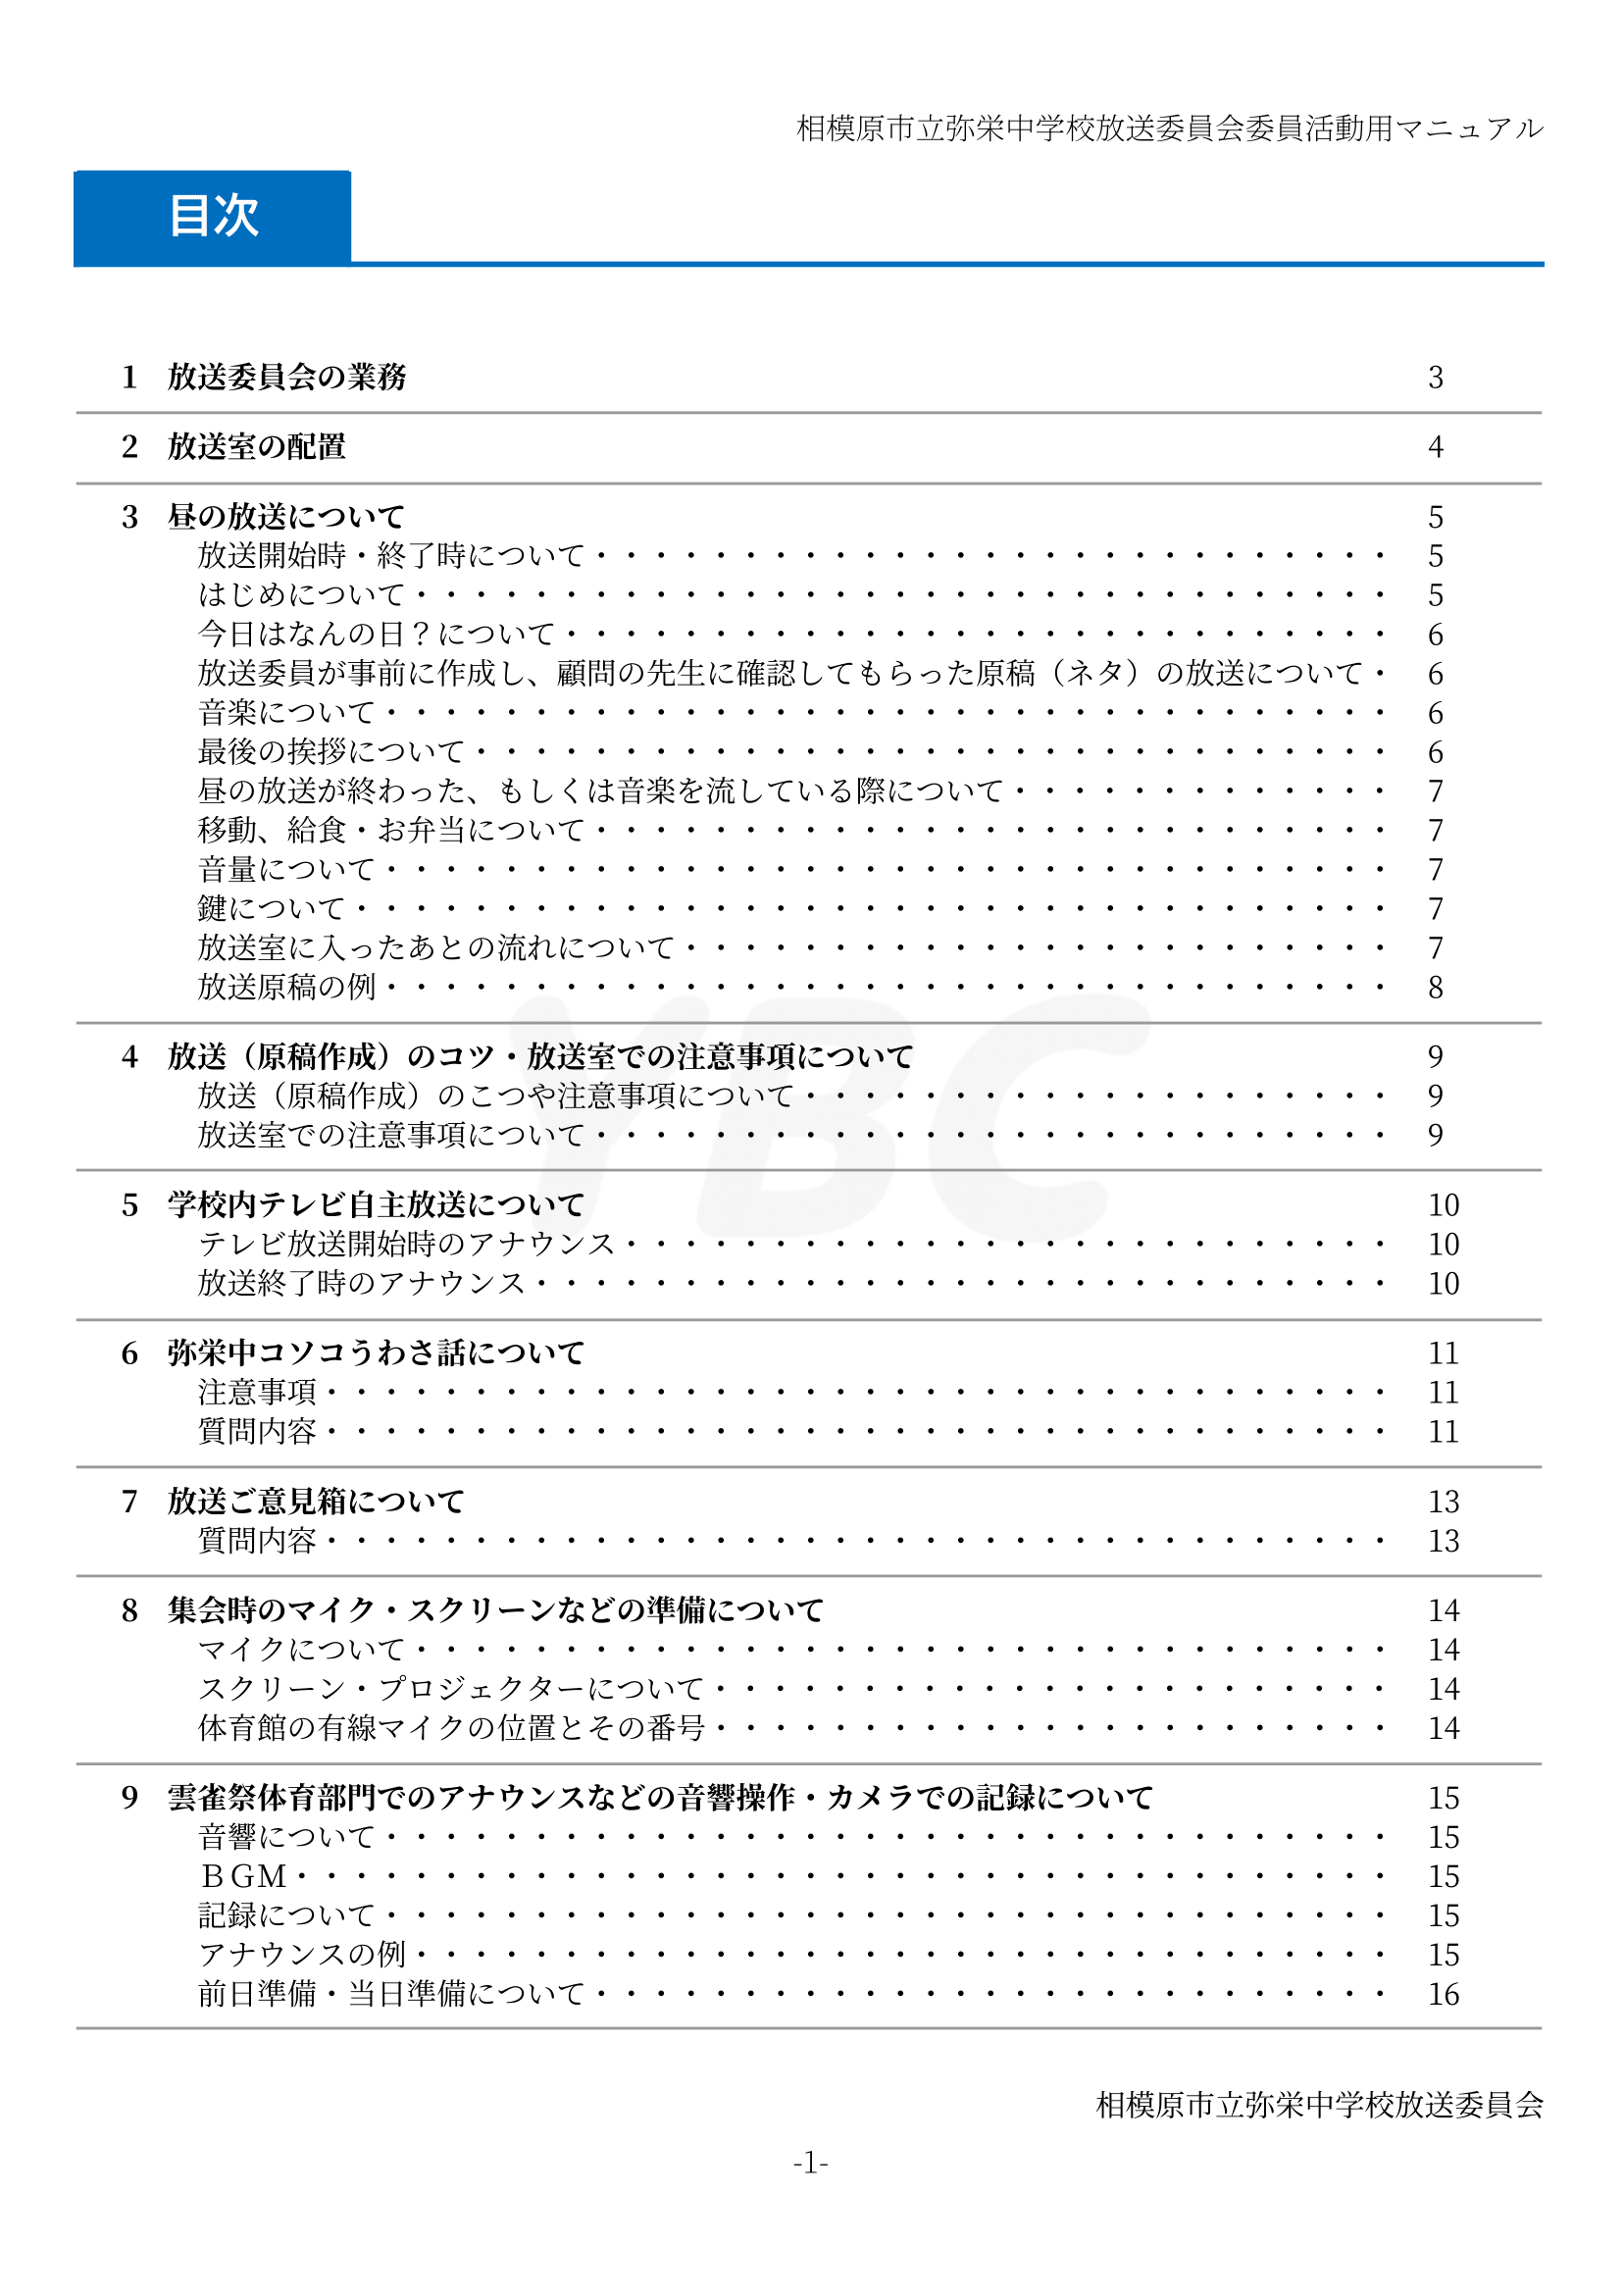 相模原市立弥栄中学校放送委員会委員活動用マニュアル
目次
1 放送委員会の業務 3
2 放送室の配置 4
3 昼の放送について 5
放送開始時・終了時について・・・・・・・・・・・・・・・・・・・・・・・・・・・ 5
はじめについて・・・・・・・・・・・・・・・・・・・・・・・・・・・・・・・・・ 5
今日はなんの日？について・・・・・・・・・・・・・・・・・・・・・・・・・・・・ 6
放送委員が事前に作成し、顧問の先生に確認してもらった原稿（ネタ）の放送について・ 6
音楽について・・・・・・・・・・・・・・・・・・・・・・・・・・・・・・・・・・ 6
最後の挨拶について・・・・・・・・・・・・・・・・・・・・・・・・・・・・・・・ 6
昼の放送が終わった、もしくは音楽を流している際について・・・・・・・・・・・・・ 7
移動、給食・お弁当について・・・・・・・・・・・・・・・・・・・・・・・・・・・ 7
音量について・・・・・・・・・・・・・・・・・・・・・・・・・・・・・・・・・・ 7
鍵について・・・・・・・・・・・・・・・・・・・・・・・・・・・・・・・・・・・ 7
放送室に入ったあとの流れについて・・・・・・・・・・・・・・・・・・・・・・・・ 7
放送原稿の例・・・・・・・・・・・・・・・・・・・・・・・・・・・・・・・・・・ 8
YBC
4 放送（原稿作成）のコツ・放送室での注意事項について 9
放送（原稿作成）のこつや注意事項について・・・・・・・・・・・・・・・・・・・・ 9
放送室での注意事項について・・・・・・・・・・・・・・・・・・・・・・・・・・・ 9
5 学校内テレビ自主放送について 10
テレビ放送開始時のアナウンス・・・・・・・・・・・・・・・・・・・・・・・・・・ 10
放送終了時のアナウンス・・・・・・・・・・・・・・・・・・・・・・・・・・・・・ 10
6 弥栄中コソコうわさ話について 11
注意事項・・・・・・・・・・・・・・・・・・・・・・・・・・・・・・・・・・・・ 11
質問内容・・・・・・・・・・・・・・・・・・・・・・・・・・・・・・・・・・・・ 11
7 放送ご意見箱について 13
質問内容・・・・・・・・・・・・・・・・・・・・・・・・・・・・・・・・・・・・ 13
8 集会時のマイク・スクリーンなどの準備について 14
マイクについて・・・・・・・・・・・・・・・・・・・・・・・・・・・・・・・・・ 14
スクリーン・プロジェクターについて・・・・・・・・・・・・・・・・・・・・・・・ 14
体育館の有線マイクの位置とその番号・・・・・・・・・・・・・・・・・・・・・・・ 14
9 雲雀祭体育部門でのアナウンスなどの音響操作・カメラでの記録について 15
音響について・・・・・・・・・・・・・・・・・・・・・・・・・・・・・・・・・・ 15
ＢＧＭ・・・・・・・・・・・・・・・・・・・・・・・・・・・・・・・・・・・・・ 15
記録について・・・・・・・・・・・・・・・・・・・・・・・・・・・・・・・・・・ 15
アナウンスの例・・・・・・・・・・・・・・・・・・・・・・・・・・・・・・・・・ 15
前日準備・当日準備について・・・・・・・・・・・・・・・・・・・・・・・・・・・ 16
相模原市立弥栄中学校放送委員会
-1-